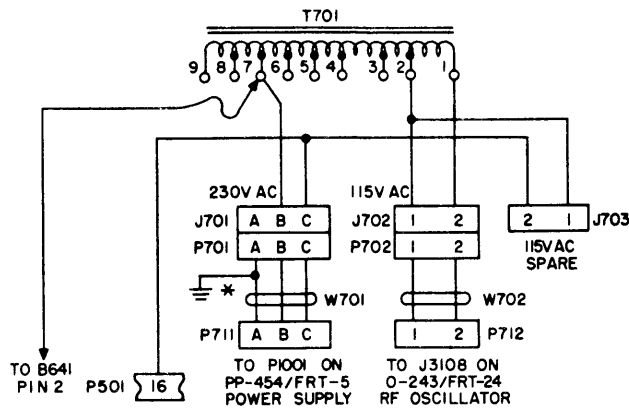 T701
9 8 7 6 5 4 3 2 1
230V AC
115V AC
J701 A B C
J702 1 2
2 1 J703
P701 A B C
P702 1 2
115VAC
SPARE
*
W701
W702
P711 A B C
1 2 P712
TO B641
PIN 2
P501 16
TO P1001 ON
PP-454/FRT-5
POWER SUPPLY
TO J3108 ON
O-243/FRT-24
RF OSCILLATOR